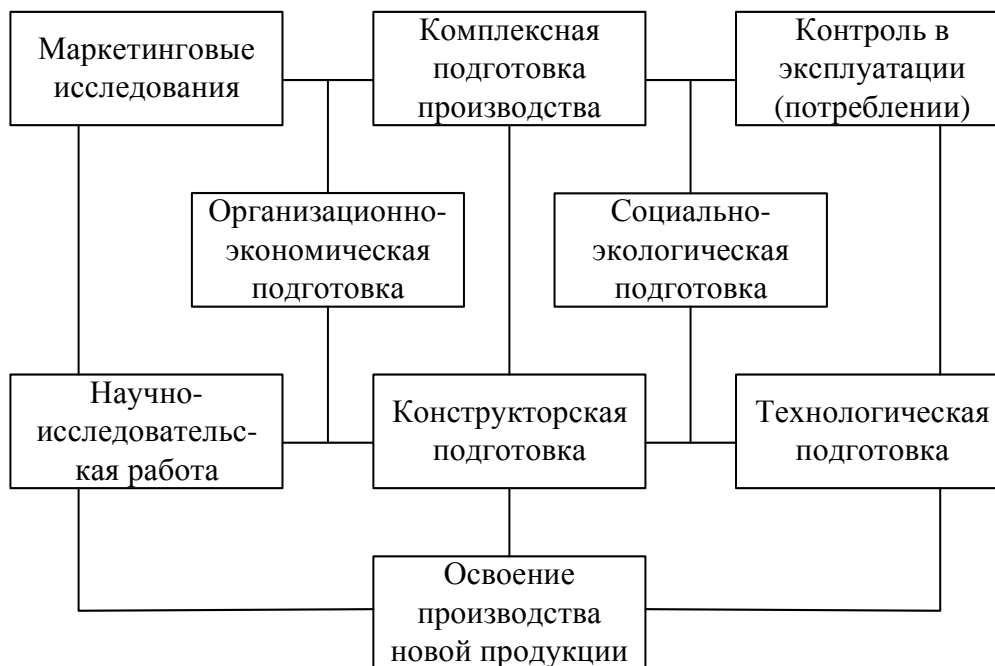 Маркетинговые
исследования
Комплексная
подготовка
производства
Контроль в
эксплуатации
(потреблении)
Организационно-
экономическая
подготовка
Социально-
экологическая
подготовка
Научно-
исследовательс-
кая работа
Конструкторская
подготовка
Технологическая
подготовка
Освоение
производства
новой продукции